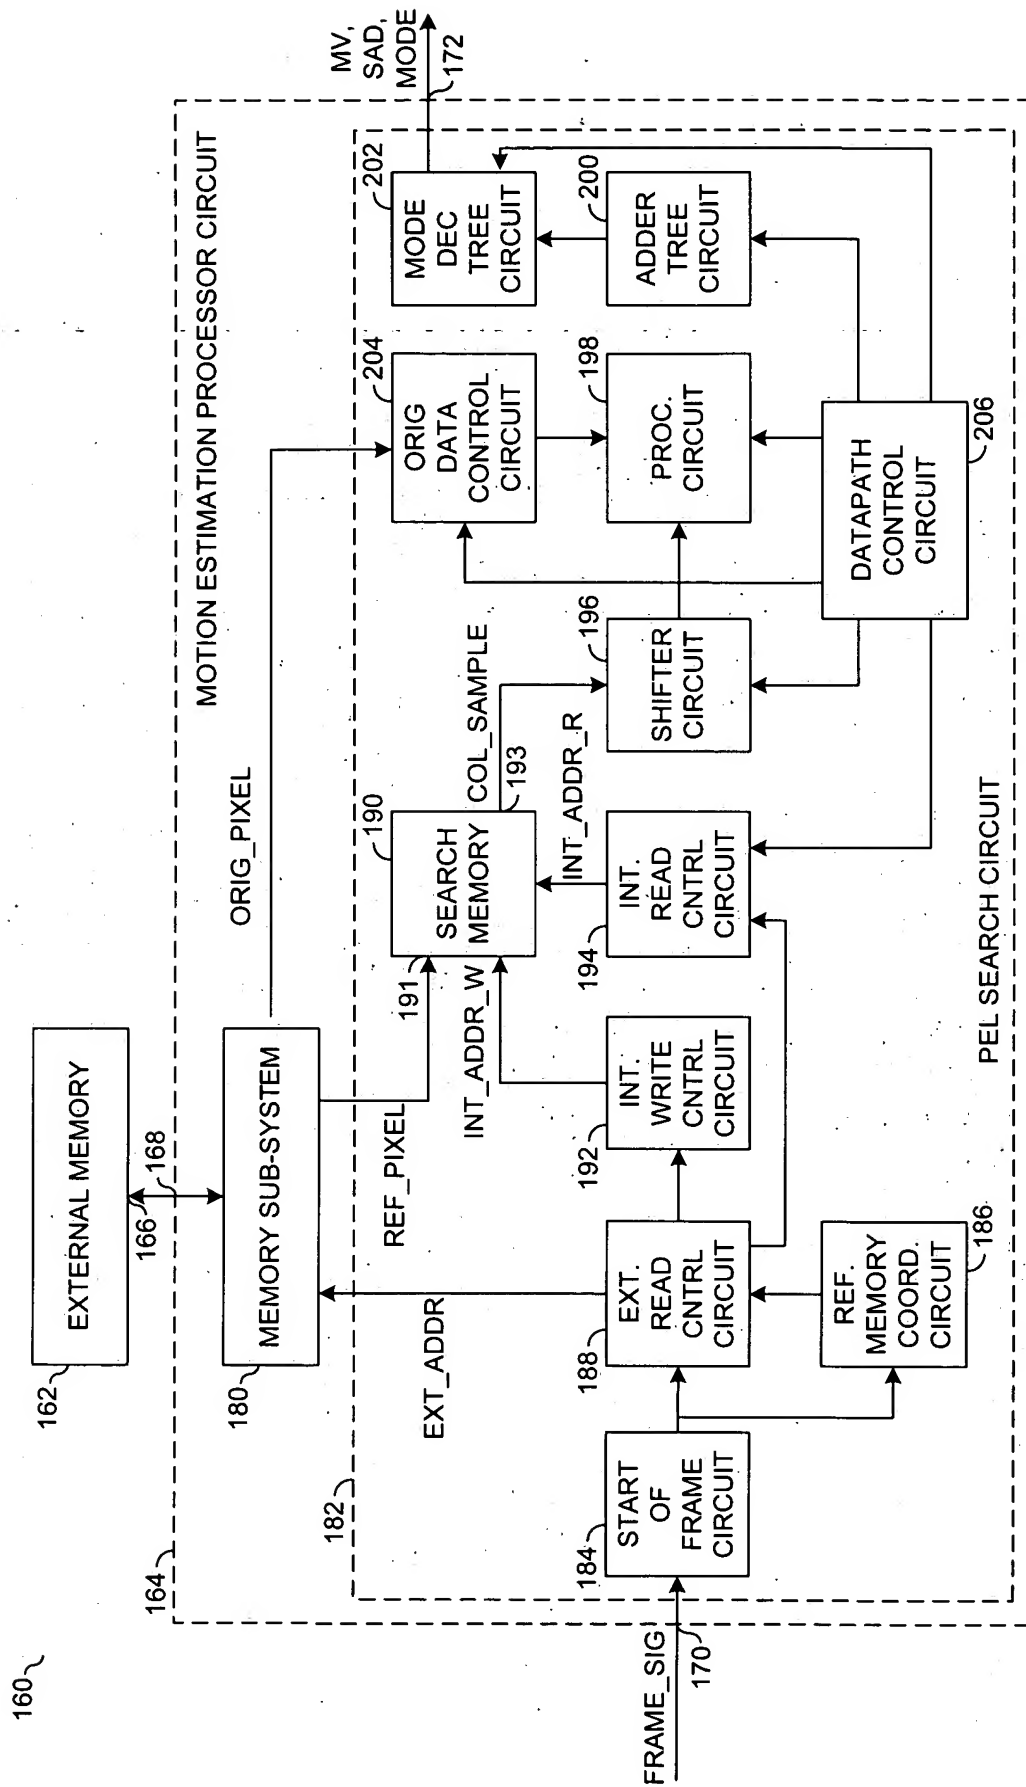 160
EXTERNAL MEMORY
162
166
168
164
MOTION ESTIMATION PROCESSOR CIRCUIT
MEMORY SUB-SYSTEM
180
ORIG_PIXEL
REF_PIXEL
EXT_ADDR
182
PEL SEARCH CIRCUIT
FRAME_SIG
170
START
OF
FRAME
CIRCUIT
184
EXT.
READ
CNTRL
CIRCUIT
188
REF.
MEMORY
COORD.
CIRCUIT
186
INT.
WRITE
CNTRL
CIRCUIT
192
INT_ADDR_W
191
SEARCH
MEMORY
190
193
COL_SAMPLE
INT_ADDR_R
INT.
READ
CNTRL
CIRCUIT
194
SHIFTER
CIRCUIT
196
ORIG
DATA
CONTROL
CIRCUIT
204
PROC.
CIRCUIT
198
DATAPATH
CONTROL
CIRCUIT
206
MODE
DEC
TREE
CIRCUIT
202
ADDER
TREE
CIRCUIT
200
MV,
SAD,
MODE
172